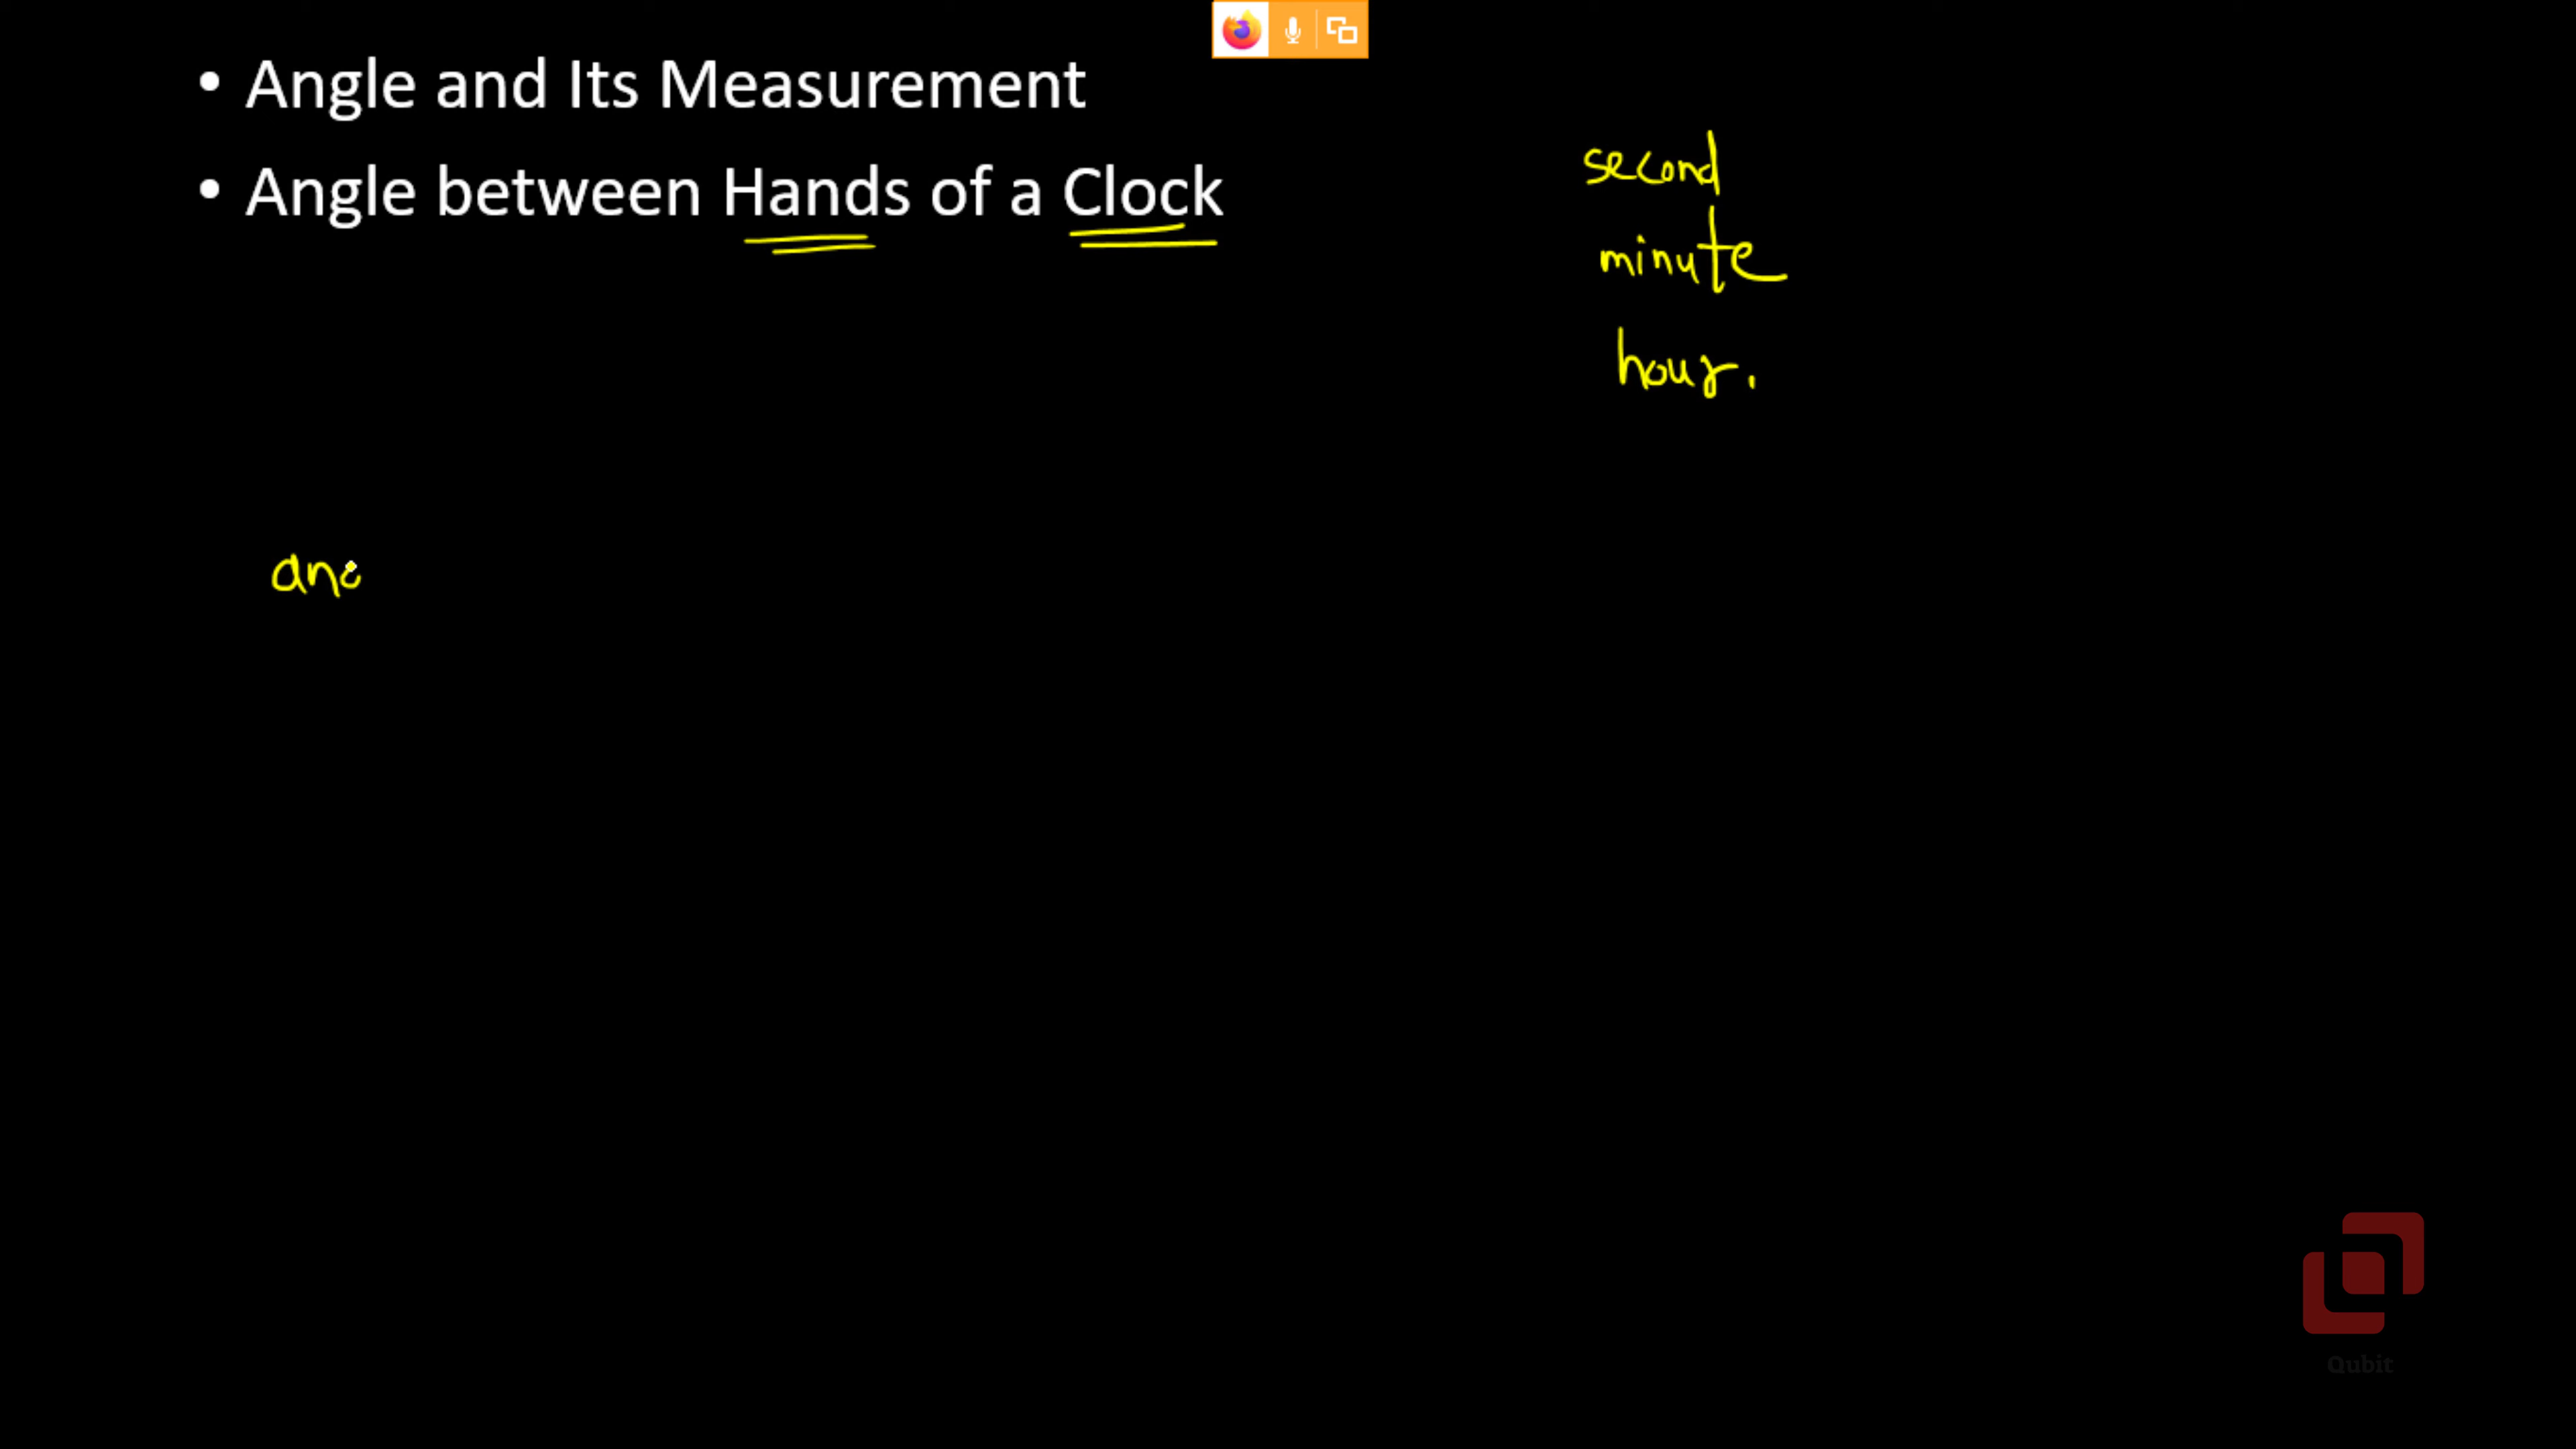 • Angle and Its Measurement
• Angle between Hands of a Clock
second
minute
hour.
Qubit